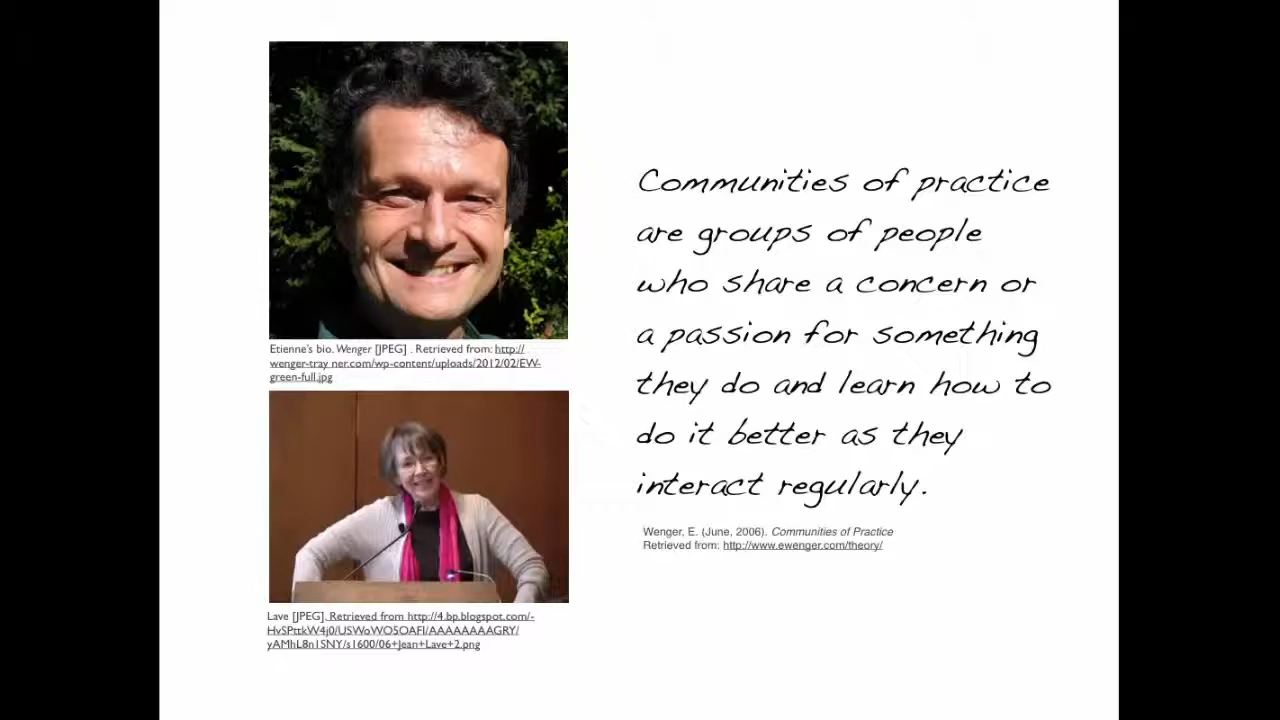 Etienne's bio. Wenger [JPEG] . Retrieved from: http://
wenger-tray ner.com/wp-content/uploads/2012/02/EW-
green-full.jpg
Lave [JPEG]. Retrieved from http://4.bp.blogspot.com/-
HvSPttkW4j0/USWoWO5OAFI/AAAAAAAAGRY/
yAMhL8n1SNY/s1600/06+Jean+Lave+2.png
Communities of practice
are groups of people
who share a concern or
a passion for something
they do and learn how to
do it better as they
interact regularly.
Wenger, E. (June, 2006). Communities of Practice
Retrieved from: http://www.ewenger.com/theory/